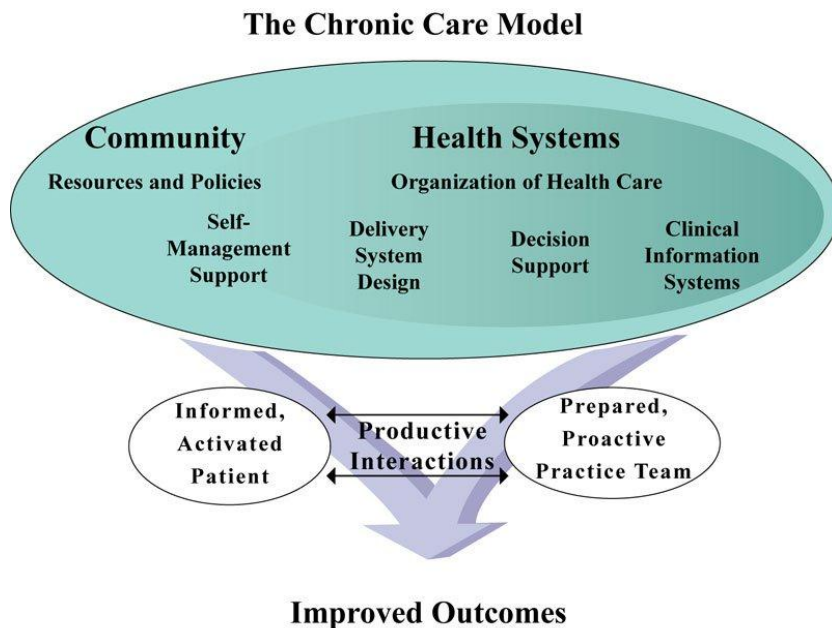 The Chronic Care Model
Community
Health Systems
Resources and Policies
Organization of Health Care
Self-
Management
Support
Delivery
System
Design
Decision
Support
Clinical
Information
Systems
Informed,
Activated
Patient
Productive
Interactions
Prepared,
Proactive
Practice Team
Improved Outcomes